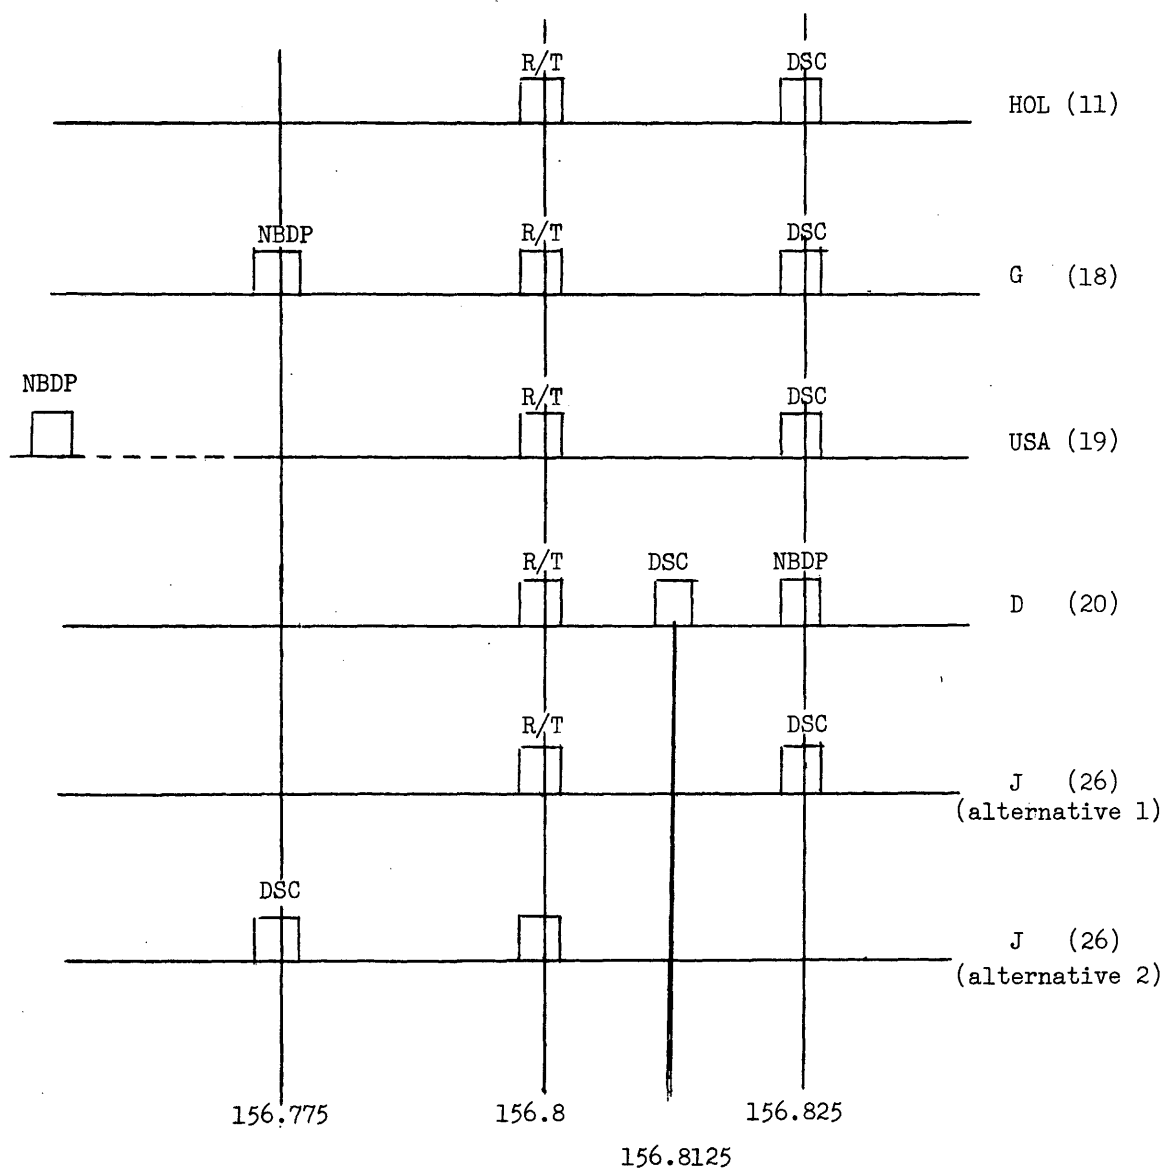 R/T DSC
HOL (11)
NBDP R/T DSC
G (18)
NBDP R/T DSC
USA (19)
R/T DSC NBDP
D (20)
R/T DSC
J (26)
(alternative 1)
DSC
J (26)
(alternative 2)
156.775 156.8 156.825
156.8125